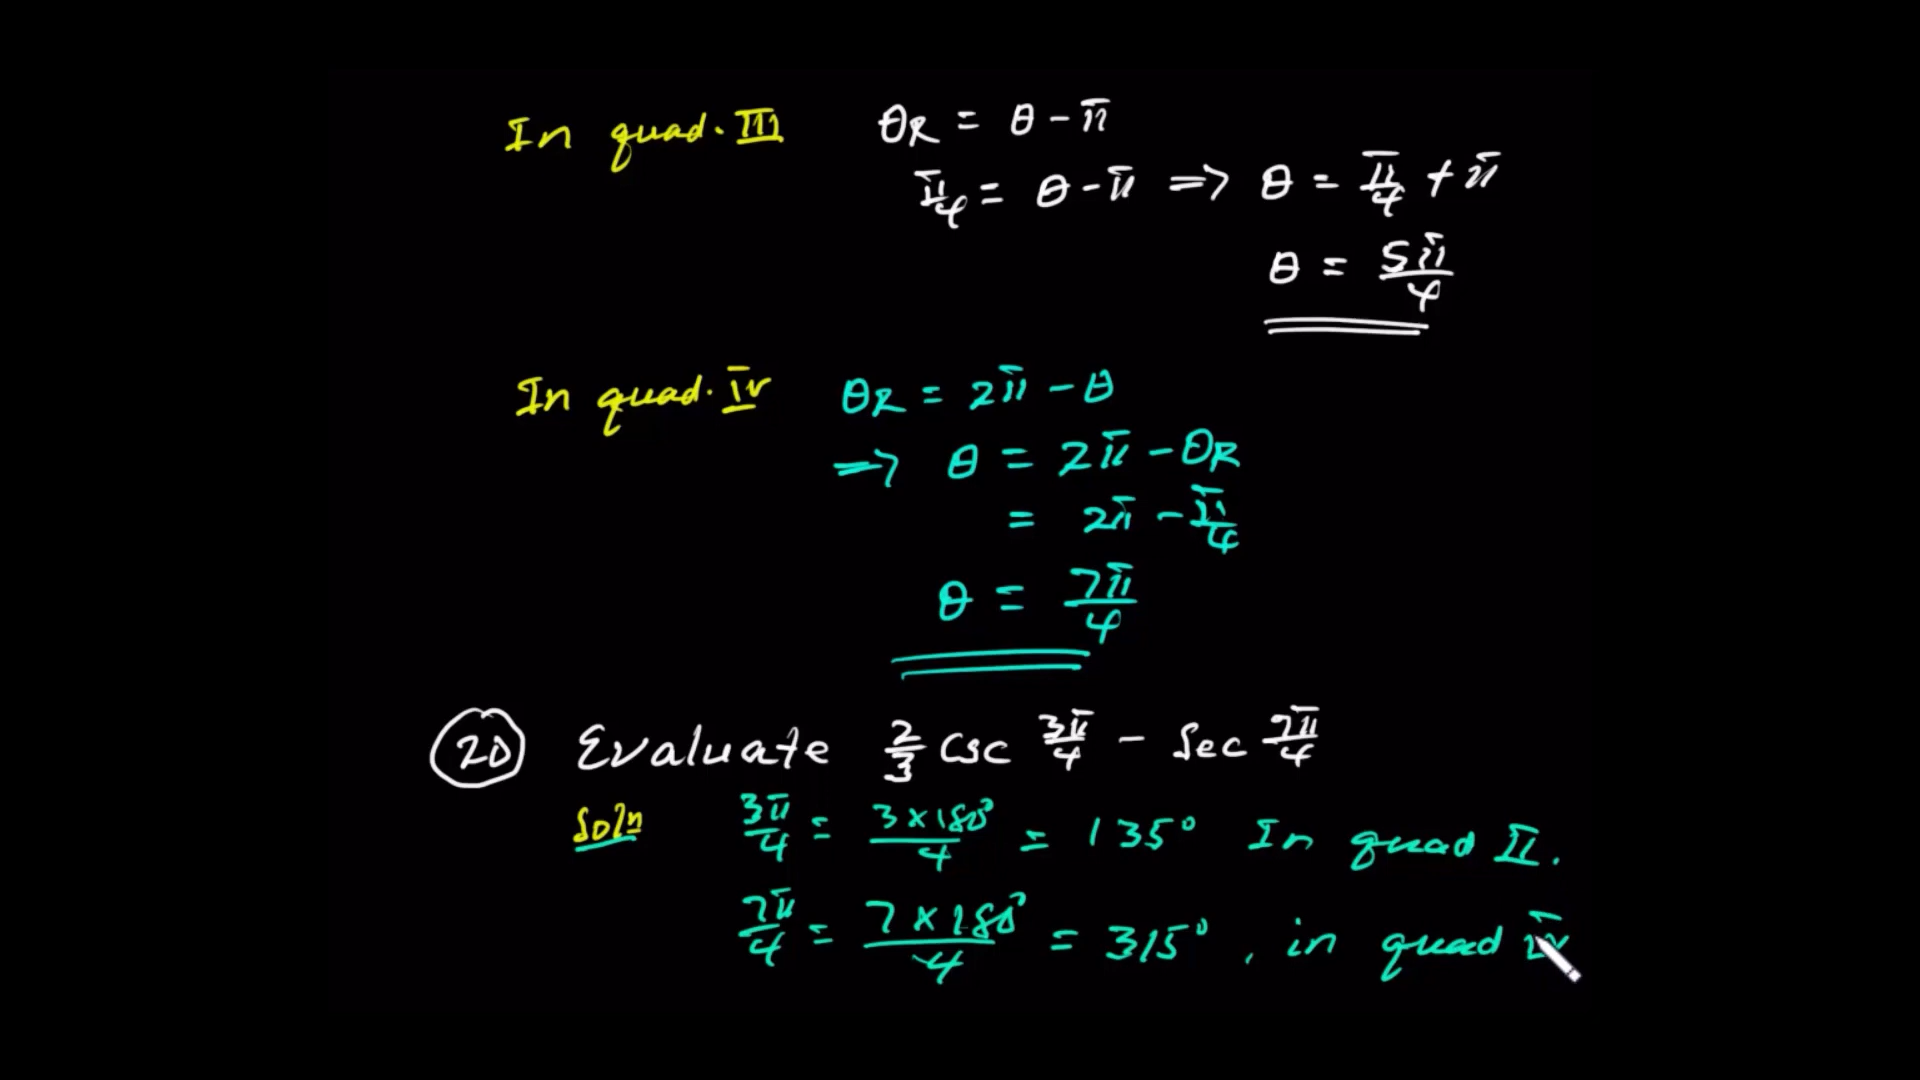 In quad. III θR = θ - π
π/4 = θ - π => θ = π/4 + π
θ = 5π/4
In quad. IV θR = 2π - θ
=> θ = 2π - θR
= 2π - π/4
θ = 7π/4
20 Evaluate 2/3 csc 3π/4 - sec 7π/4
Soln 3π/4 = 3×180°/4 = 135° In quad II.
7π/4 = 7×180°/4 = 315°, in quad IV